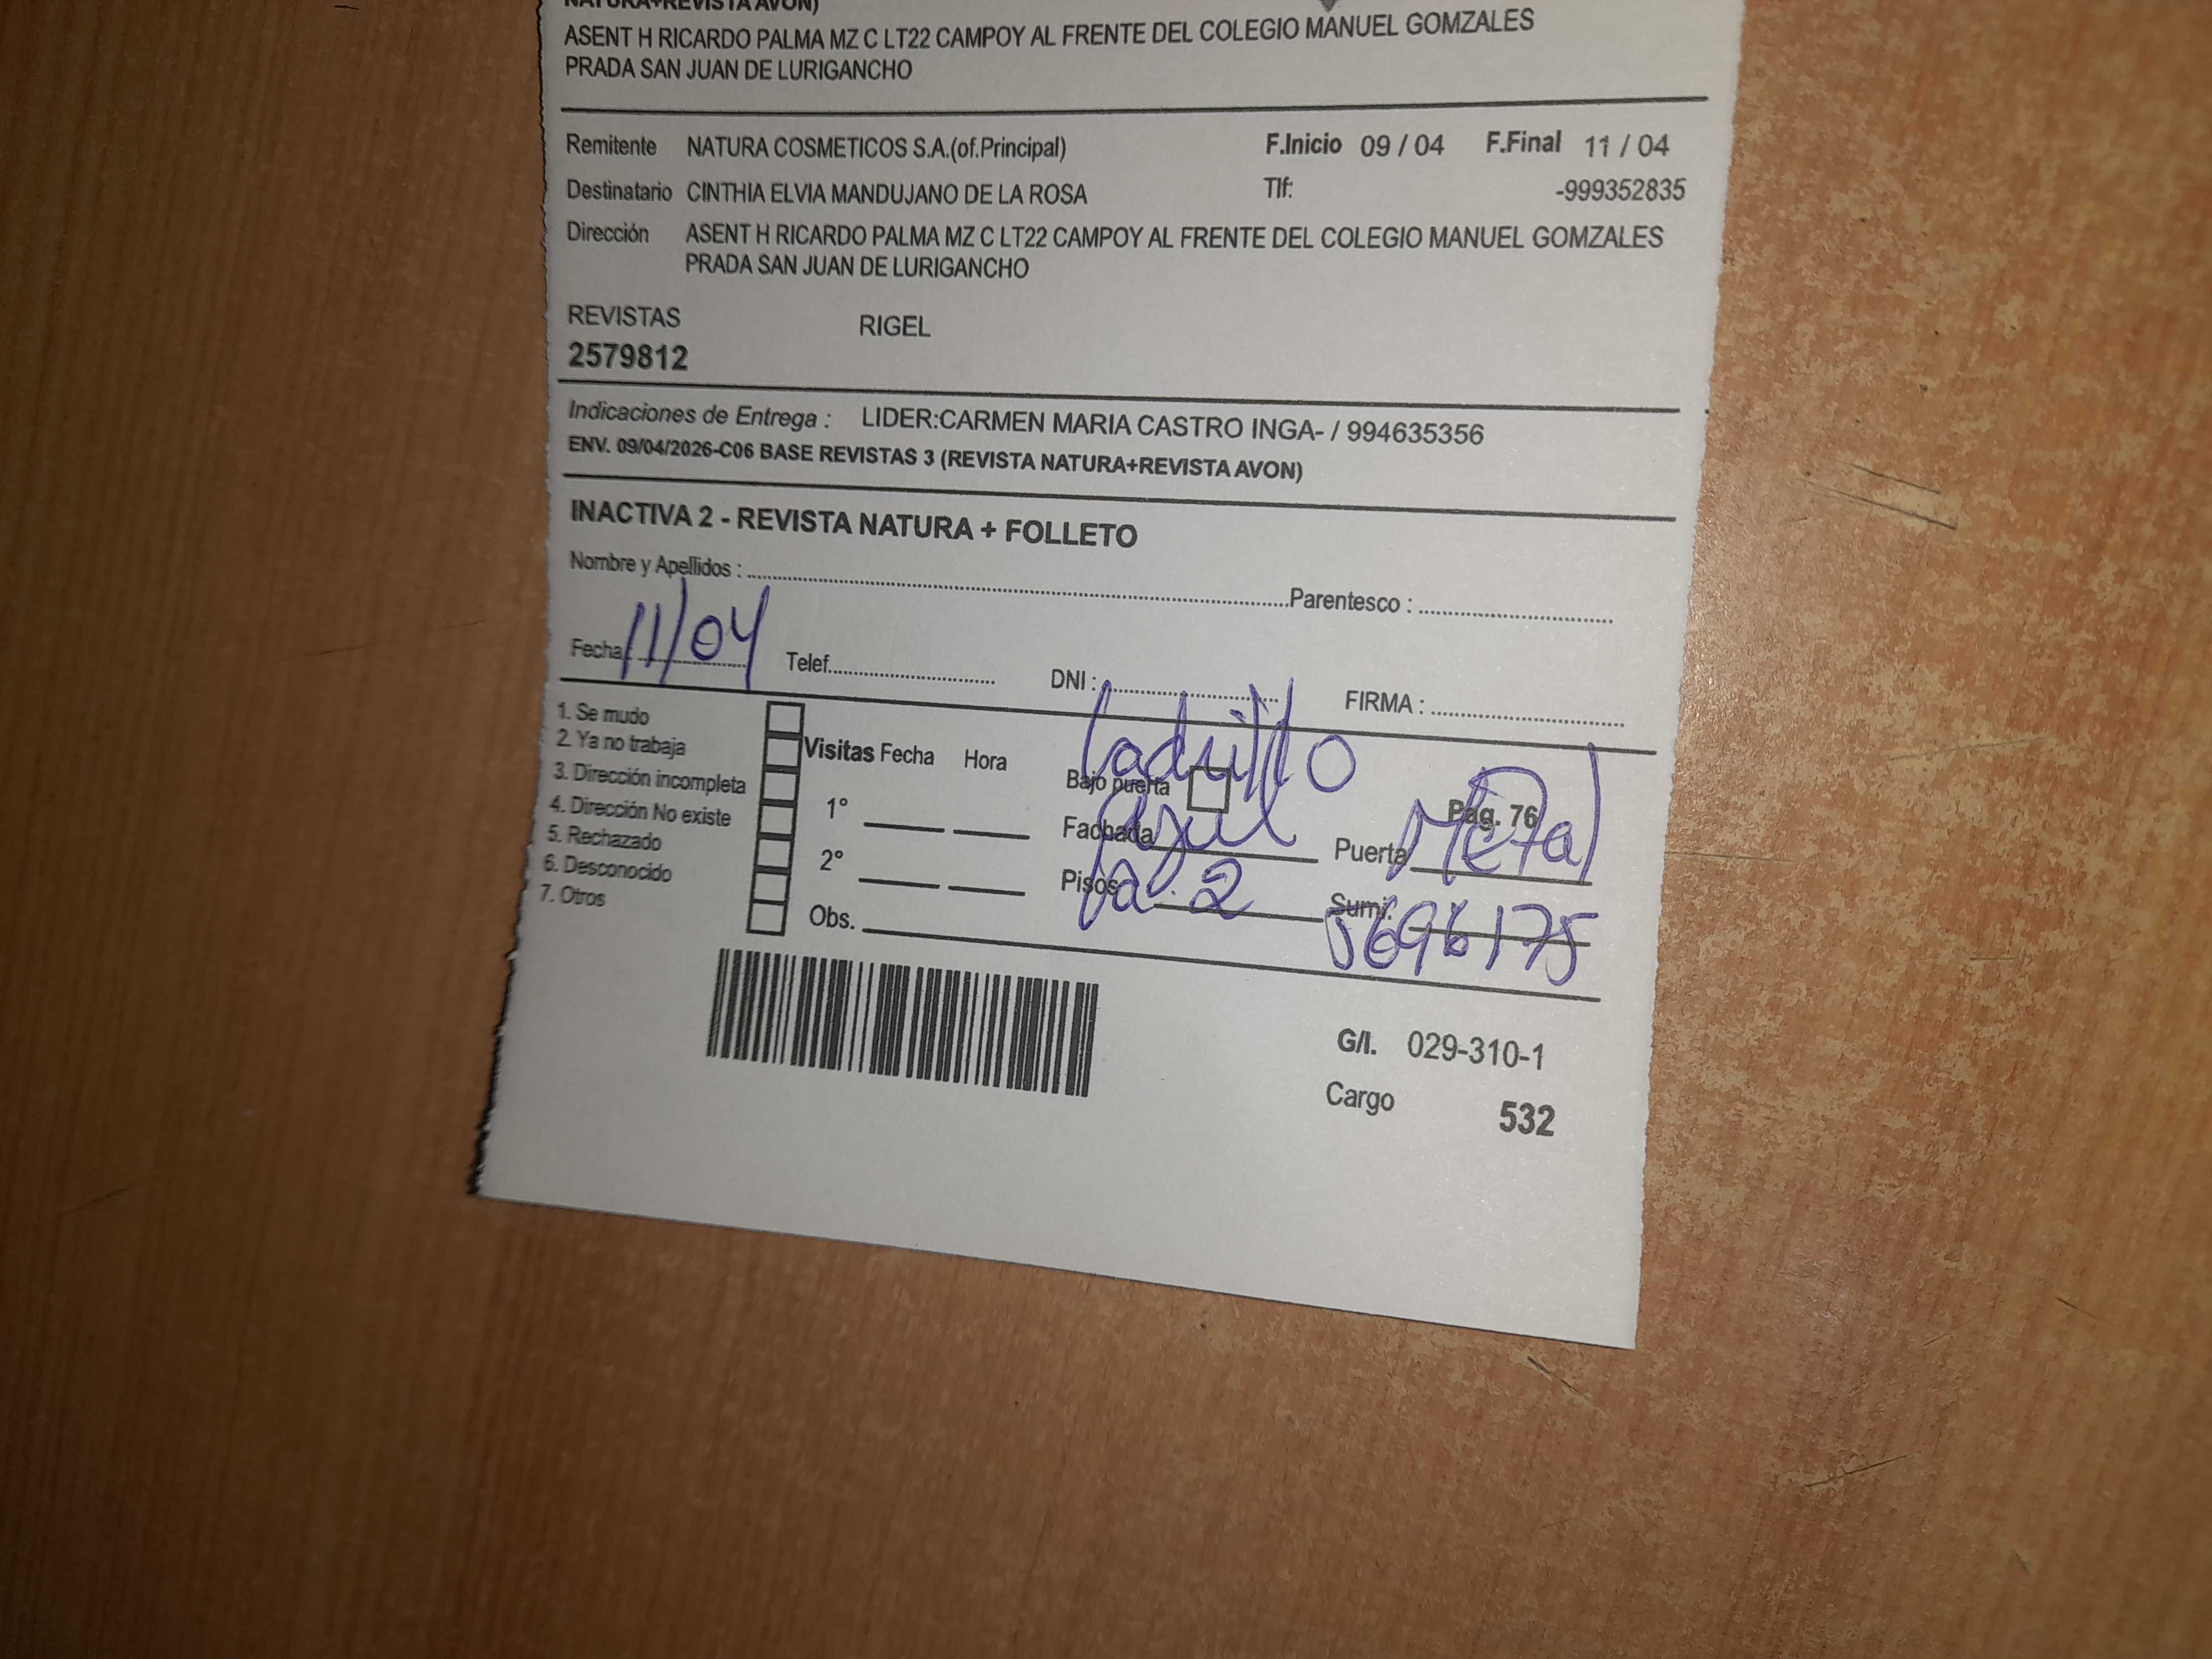 NATURA+REVISTA AVON)
ASENT H RICARDO PALMA MZ C LT22 CAMPOY AL FRENTE DEL COLEGIO MANUEL GOMZALES
PRADA SAN JUAN DE LURIGANCHO
Remitente NATURA COSMETICOS S.A.(of.Principal) F.Inicio 09 / 04 F.Final 11 / 04
Destinatario CINTHIA ELVIA MANDUJANO DE LA ROSA Tlf: -999352835
Dirección ASENT H RICARDO PALMA MZ C LT22 CAMPOY AL FRENTE DEL COLEGIO MANUEL GOMZALES
PRADA SAN JUAN DE LURIGANCHO
REVISTAS RIGEL
2579812
Indicaciones de Entrega : LIDER:CARMEN MARIA CASTRO INGA- / 994635356
ENV. 09/04/2026-C06 BASE REVISTAS 3 (REVISTA NATURA+REVISTA AVON)
INACTIVA 2 - REVISTA NATURA + FOLLETO
Nombre y Apellidos : Parentesco :
Fecha: 11/04 Telef. DNI : FIRMA :
1. Se mudo
2. Ya no trabaja
3. Dirección incompleta
4. Dirección No existe
5. Rechazado
6. Desconocido
7. Otros
Visitas Fecha Hora
1°
2°
Obs.
ladrillo
Bajo puerta Pag. 76
Fachada azul Puerta Metal
Pisos 2 Sumi. 5696175
G/I. 029-310-1
Cargo 532